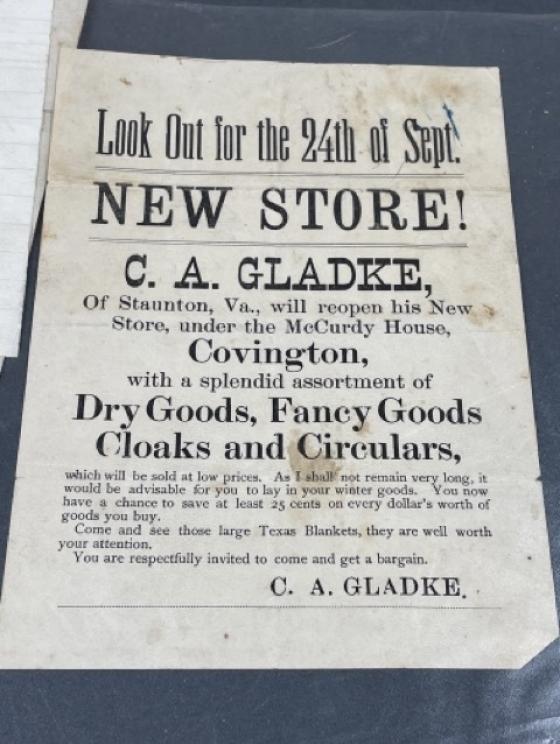 Look Out for the 24th of Sept.
NEW STORE!
C. A. GLADKE,
Of Staunton, Va., will reopen his New
Store, under the McCurdy House,
Covington,
with a splendid assortment of
Dry Goods, Fancy Goods
Cloaks and Circulars,
which will be sold at low prices. As I shall not remain very long, it
would be advisable for you to lay in your winter goods. You now
have a chance to save at least 25 cents on every dollar's worth of
goods you buy.
Come and see those large Texas Blankets, they are well worth
your attention.
You are respectfully invited to come and get a bargain.
C. A. GLADKE.